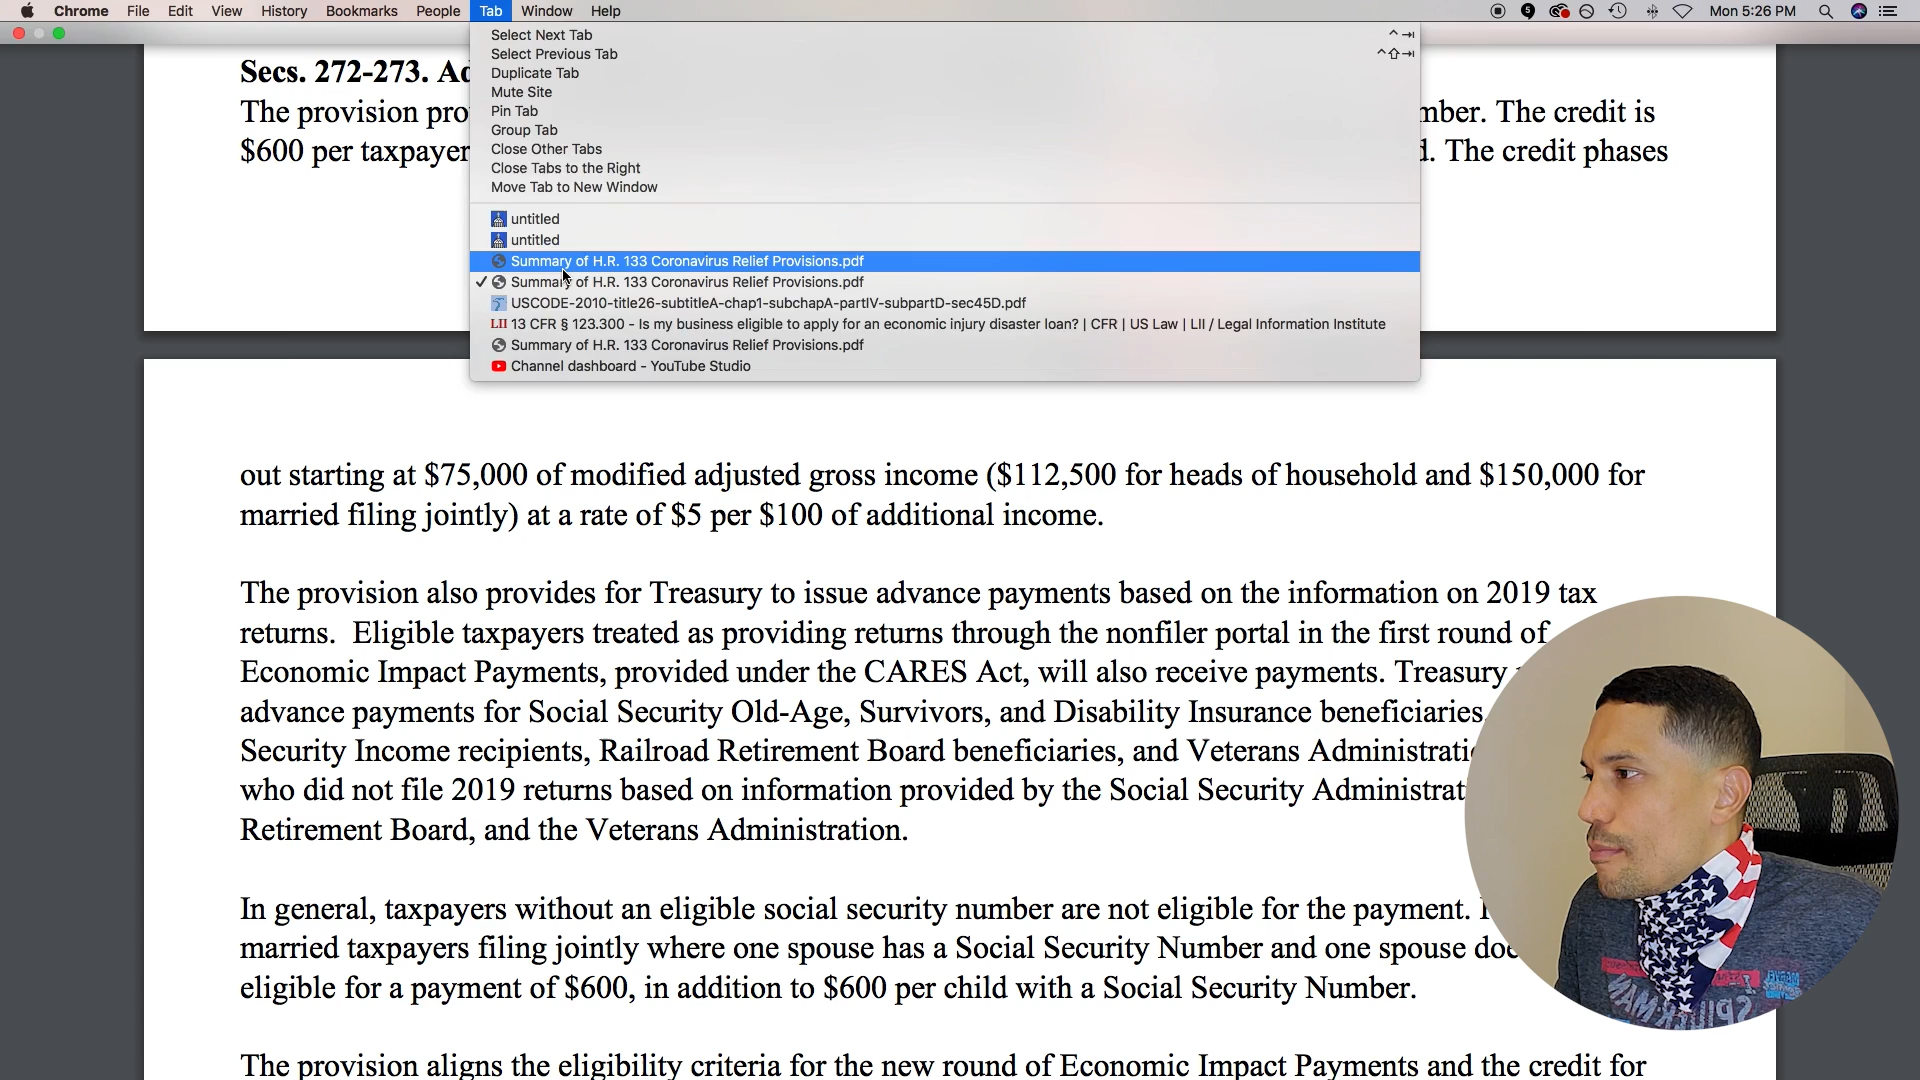 Chrome File Edit View History Bookmarks People Tab Window Help Mon 5:26 PM
Select Next Tab
Select Previous Tab
Duplicate Tab
Mute Site
Pin Tab
Group Tab
Close Other Tabs
Close Tabs to the Right
Move Tab to New Window
untitled
untitled
Summary of H.R. 133 Coronavirus Relief Provisions.pdf
✓ Summary of H.R. 133 Coronavirus Relief Provisions.pdf
USCODE-2010-title26-subtitleA-chap1-subchapA-partIV-subpartD-sec45D.pdf
LII 13 CFR § 123.300 - Is my business eligible to apply for an economic injury disaster loan? | CFR | US Law | LII / Legal Information Institute
Summary of H.R. 133 Coronavirus Relief Provisions.pdf
Channel dashboard - YouTube Studio
Secs. 272-273.
The provision The credit is
$600 per taxpayer The credit phases
out starting at $75,000 of modified adjusted gross income ($112,500 for heads of household and $150,000 for
married filing jointly) at a rate of $5 per $100 of additional income.
The provision also provides for Treasury to issue advance payments based on the information on 2019 tax
returns. Eligible taxpayers treated as providing returns through the nonfiler portal in the first round of
Economic Impact Payments, provided under the CARES Act, will also receive payments. Treasury
advance payments for Social Security Old-Age, Survivors, and Disability Insurance beneficiaries,
Security Income recipients, Railroad Retirement Board beneficiaries, and Veterans
who did not file 2019 returns based on information provided by the Social Security
Retirement Board, and the Veterans Administration.
In general, taxpayers without an eligible social security number are not eligible for the payment.
married taxpayers filing jointly where one spouse has a Social Security Number and one spouse
eligible for a payment of $600, in addition to $600 per child with a Social Security Number.
The provision aligns the eligibility criteria for the new round of Economic Impact Payments and the credit for